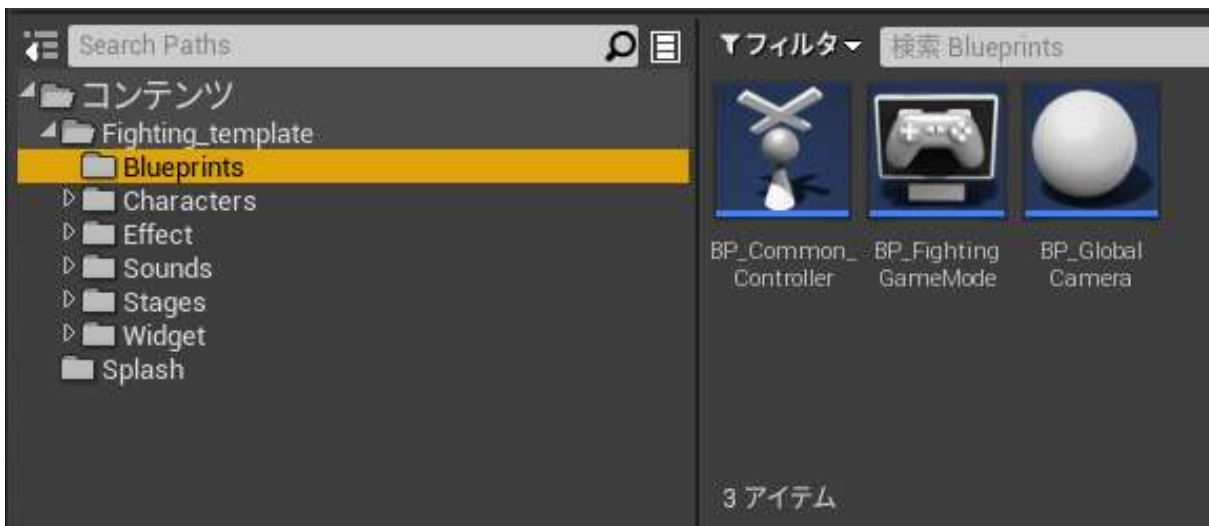 Search Paths
コンテンツ
Fighting_template
Blueprints
Characters
Effect
Sounds
Stages
Widget
Splash
フィルタ
検索 Blueprints
BP_Common_
Controller
BP_Fighting
GameMode
BP_Global
Camera
3 アイテム